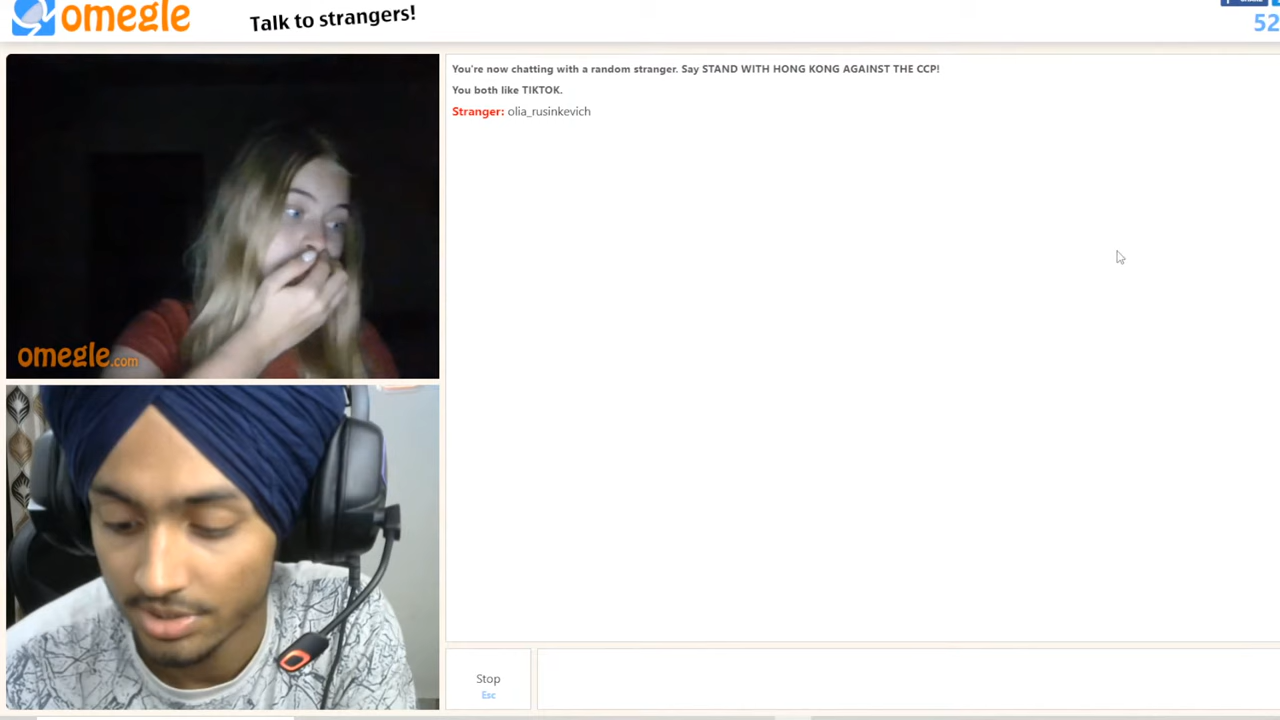 omegle
Talk to strangers!
52
You're now chatting with a random stranger. Say STAND WITH HONG KONG AGAINST THE CCP!
You both like TIKTOK.
Stranger: olia_rusinkevich
omegle.com
Stop
Esc